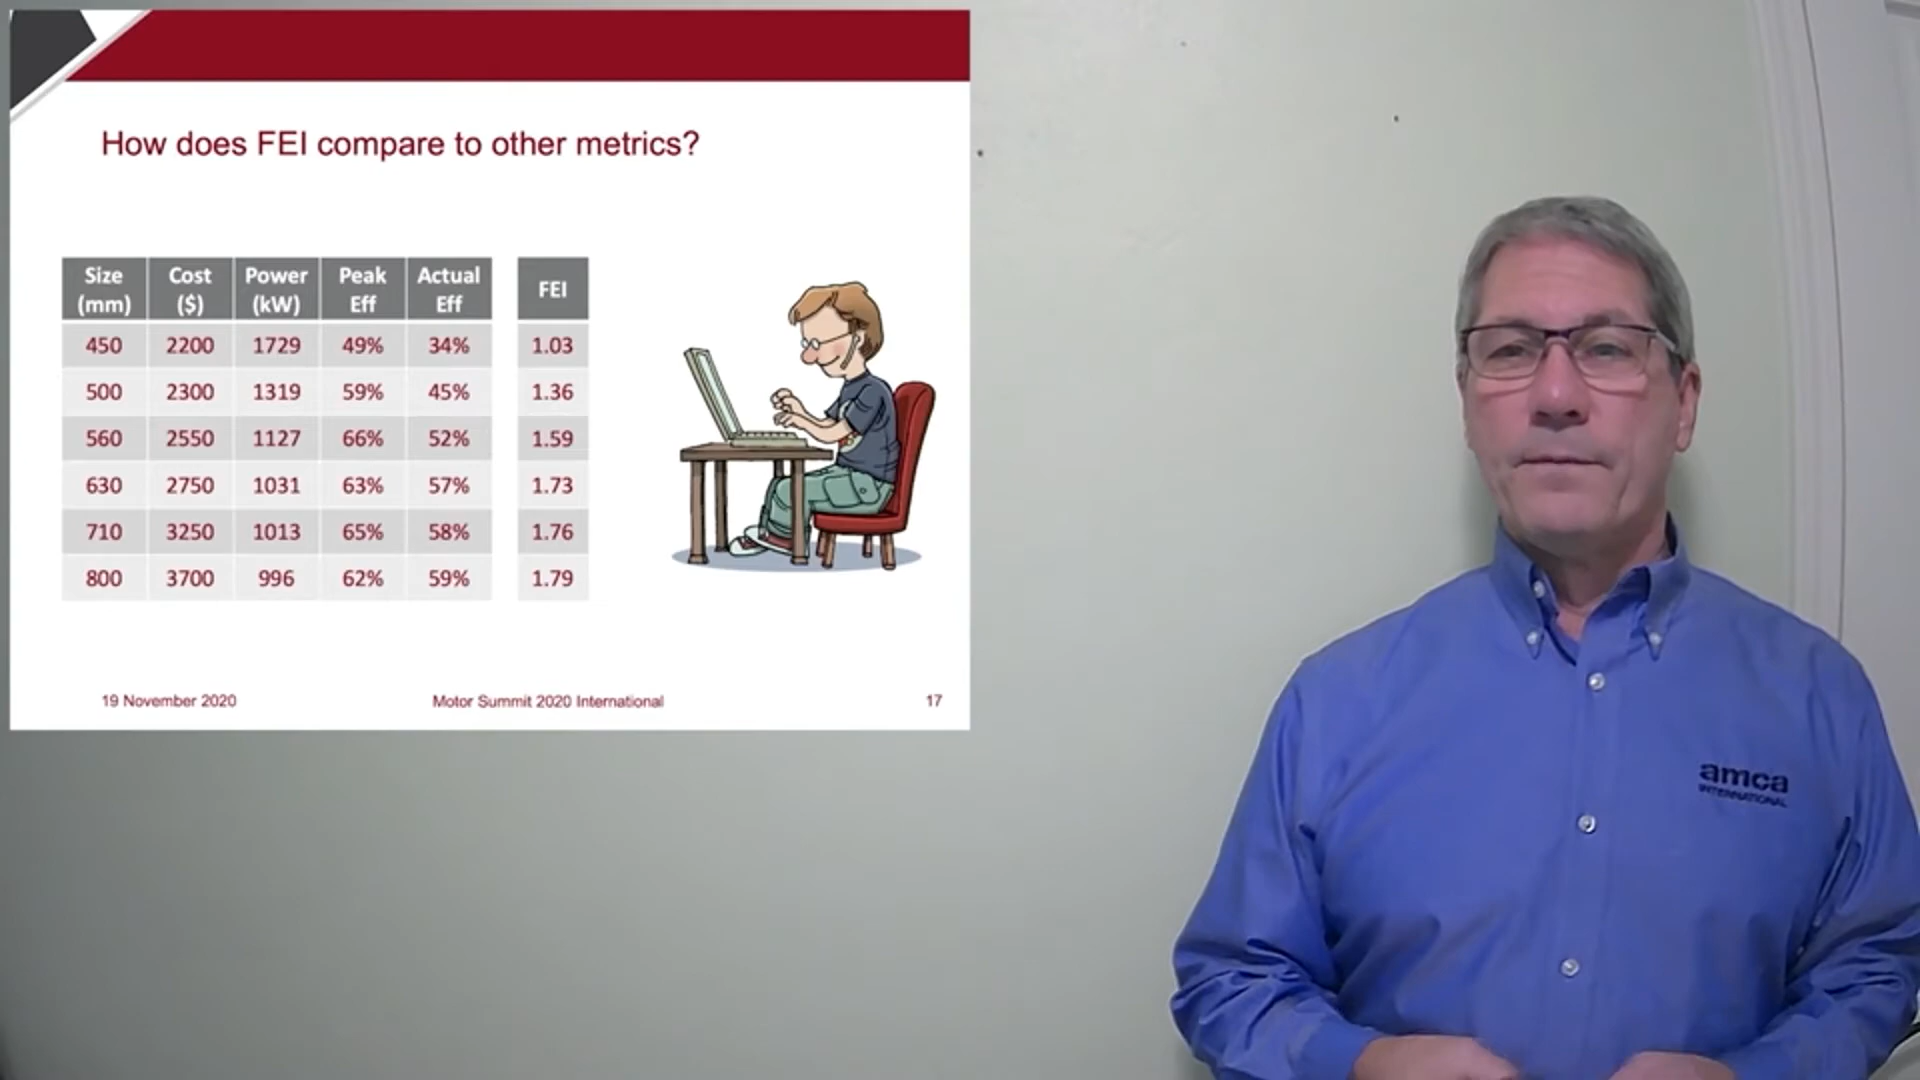 How does FEI compare to other metrics?
Size (mm) Cost ($) Power (kW) Peak Eff Actual Eff FEI
450 2200 1729 49% 34% 1.03
500 2300 1319 59% 45% 1.36
560 2550 1127 66% 52% 1.59
630 2750 1031 63% 57% 1.73
710 3250 1013 65% 58% 1.76
800 3700 996 62% 59% 1.79
19 November 2020 Motor Summit 2020 International 17
amca
INTERNATIONAL